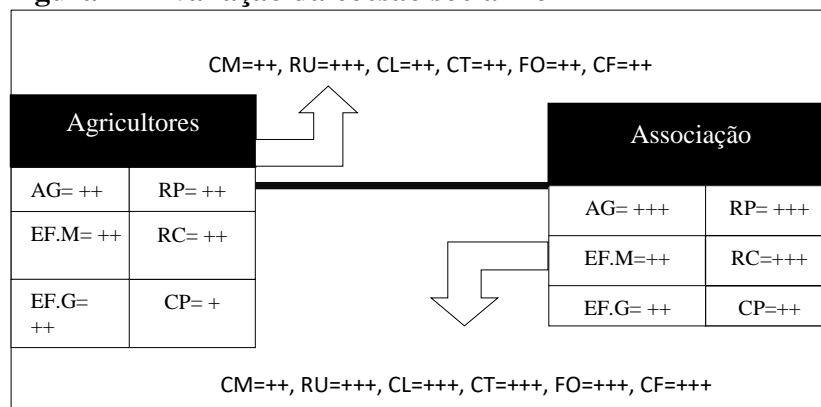 CM=++, RU=+++, CL=++, CT=++, FO=++, CF=++
Agricultores
AG= ++ RP= ++
EF.M= ++ RC= ++
EF.G= CP= +
++
Associação
AG= +++ RP= +++
EF.M=++ RC=+++
EF.G= ++ CP=++
CM=++, RU=+++, CL=+++, CT=+++, FO=+++, CF=+++